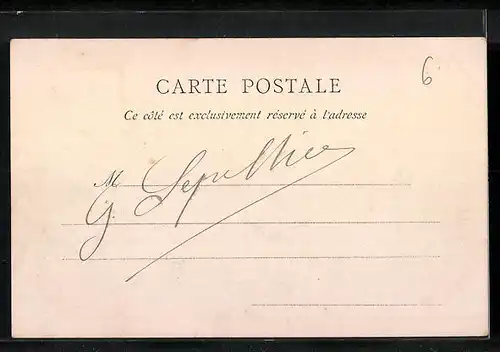 6
CARTE POSTALE
Ce côté est exclusivement réservé à l'adresse
M
G.